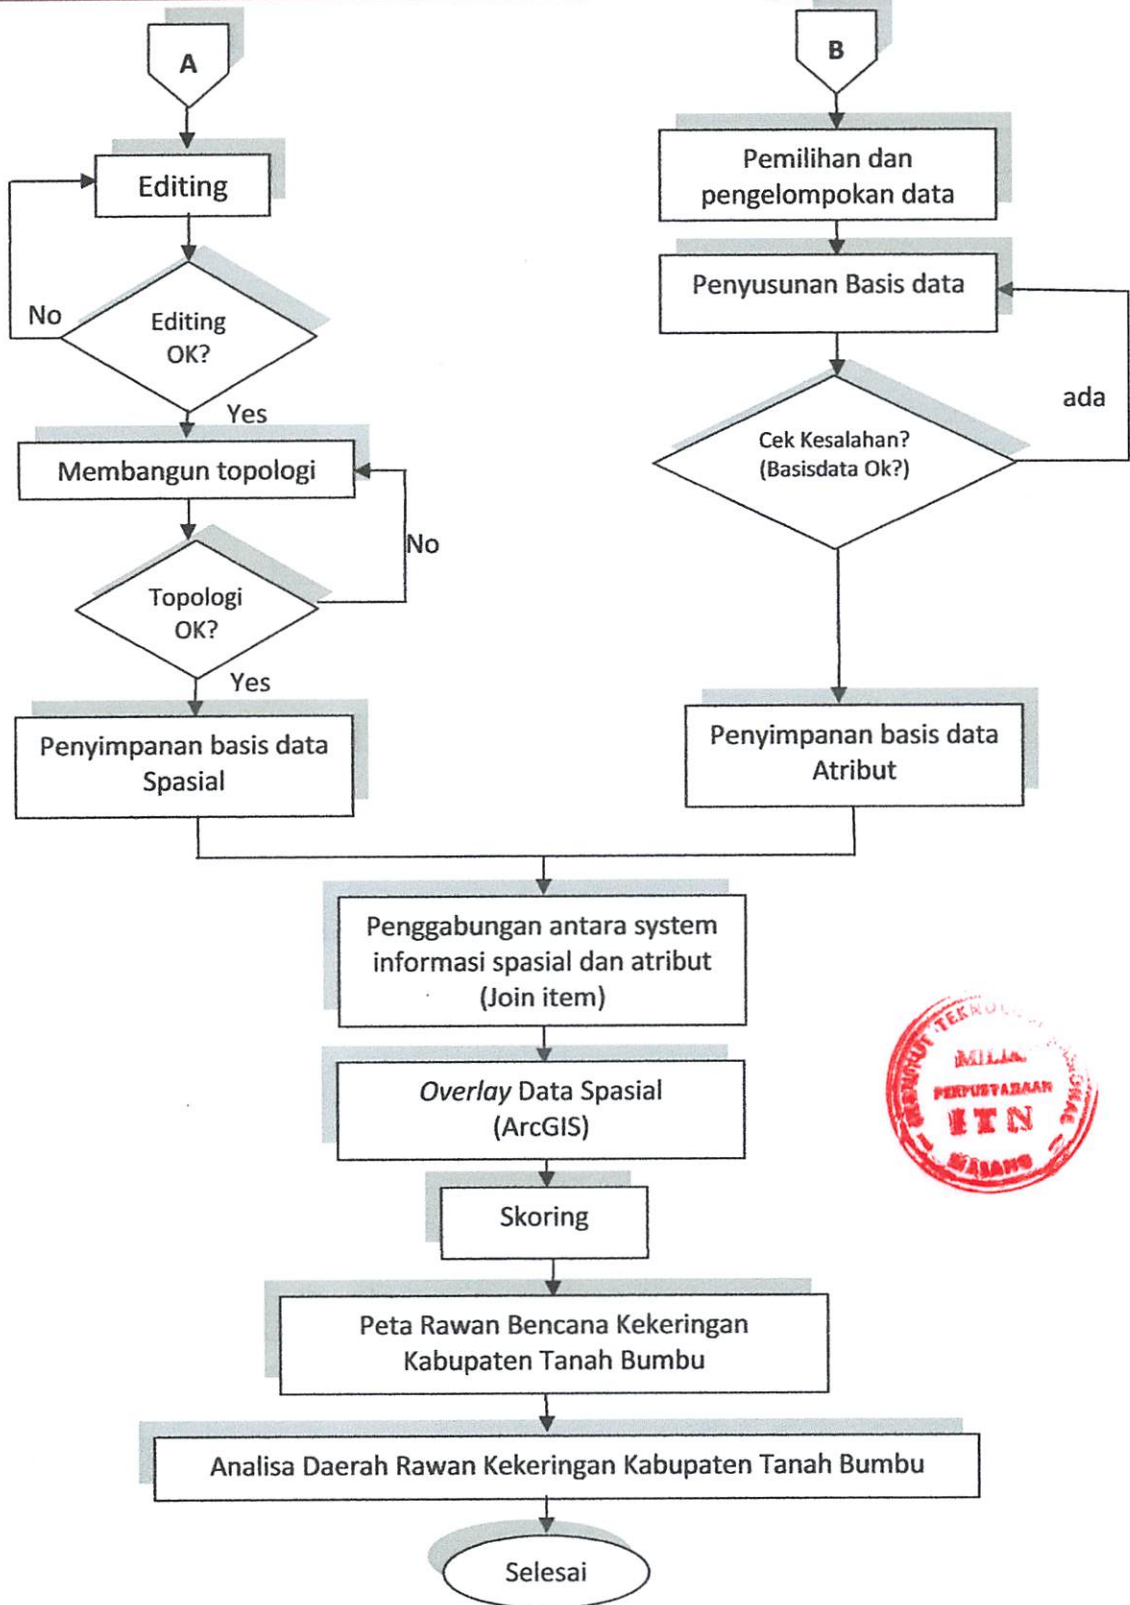 A
Editing
No
Editing
OK?
Yes
Membangun topologi
No
Topologi
OK?
Yes
Penyimpanan basis data
Spasial
B
Pemilihan dan
pengelompokan data
Penyusunan Basis data
ada
Cek Kesalahan?
(Basisdata Ok?)
Penyimpanan basis data
Atribut
Penggabungan antara system
informasi spasial dan atribut
(Join item)
Overlay Data Spasial
(ArcGIS)
Skoring
Peta Rawan Bencana Kekeringan
Kabupaten Tanah Bumbu
Analisa Daerah Rawan Kekeringan Kabupaten Tanah Bumbu
Selesai
PERPUSTAKAAN
ITN
MALANG